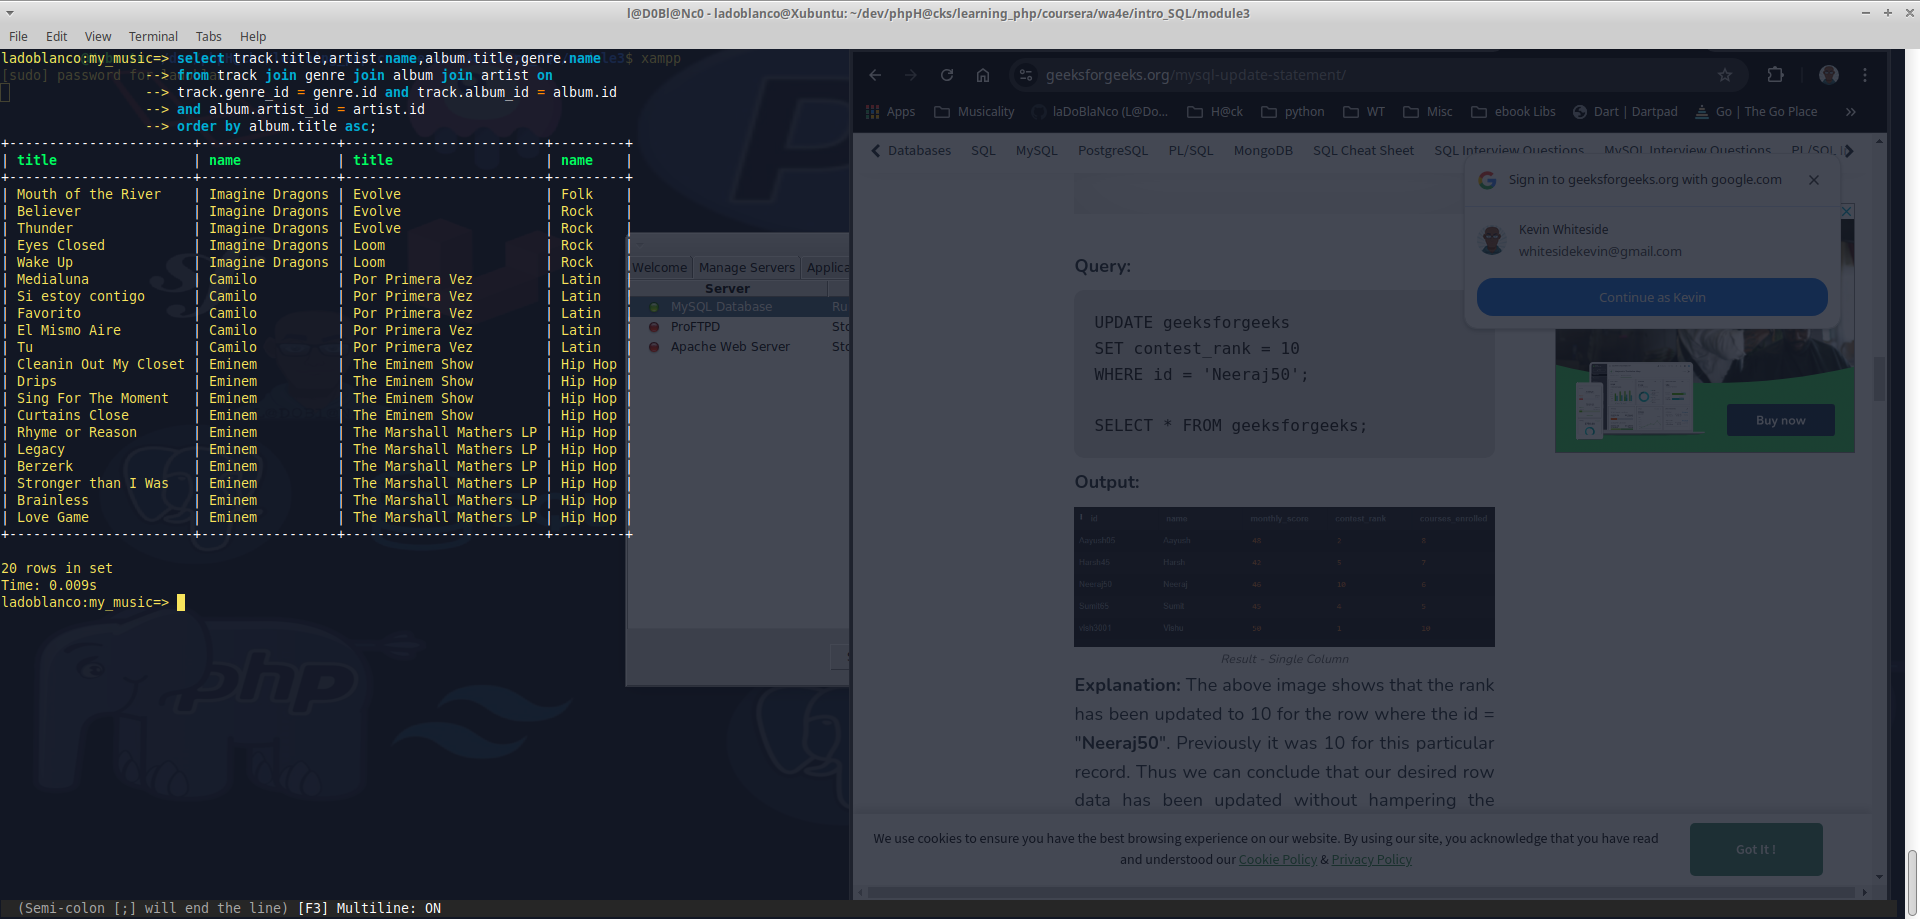 l@D0Bl@Nc0 - ladoblanco@Xubuntu: ~/dev/phpH@cks/learning_php/coursera/wa4e/intro_SQL/module3
File Edit View Terminal Tabs Help
ladoblanco:my_music=> select track.title,artist.name,album.title,genre.name
--> from track join genre join album join artist on
--> track.genre_id = genre.id and track.album_id = album.id
--> and album.artist_id = artist.id
--> order by album.title asc;
| title | name | title | name |
| Mouth of the River | Imagine Dragons | Evolve | Folk |
| Believer | Imagine Dragons | Evolve | Rock |
| Thunder | Imagine Dragons | Evolve | Rock |
| Eyes Closed | Imagine Dragons | Loom | Rock |
| Wake Up | Imagine Dragons | Loom | Rock |
| Medialuna | Camilo | Por Primera Vez | Latin |
| Si estoy contigo | Camilo | Por Primera Vez | Latin |
| Favorito | Camilo | Por Primera Vez | Latin |
| El Mismo Aire | Camilo | Por Primera Vez | Latin |
| Tu | Camilo | Por Primera Vez | Latin |
| Cleanin Out My Closet | Eminem | The Eminem Show | Hip Hop |
| Drips | Eminem | The Eminem Show | Hip Hop |
| Sing For The Moment | Eminem | The Eminem Show | Hip Hop |
| Curtains Close | Eminem | The Eminem Show | Hip Hop |
| Rhyme or Reason | Eminem | The Marshall Mathers LP | Hip Hop |
| Legacy | Eminem | The Marshall Mathers LP | Hip Hop |
| Berzerk | Eminem | The Marshall Mathers LP | Hip Hop |
| Stronger than I Was | Eminem | The Marshall Mathers LP | Hip Hop |
| Brainless | Eminem | The Marshall Mathers LP | Hip Hop |
| Love Game | Eminem | The Marshall Mathers LP | Hip Hop |
20 rows in set
Time: 0.009s
ladoblanco:my_music=>
(Semi-colon [;] will end the line) [F3] Multiline: ON
$ xampp
[sudo] password for
php
Welcome Manage Servers Applica
Server
MySQL Database Ru
ProFTPD Sto
Apache Web Server Sto
geeksforgeeks.org/mysql-update-statement/
Apps Musicality laDoBlaNco (L@Do... H@ck python WT Misc ebook Libs Dart | Dartpad Go | The Go Place »
Databases SQL MySQL PostgreSQL PL/SQL MongoDB SQL Cheat Sheet SQL Interview Questions MySQL Interview Questions PL/SQL I
Sign in to geeksforgeeks.org with google.com
Kevin Whiteside
whitesidekevin@gmail.com
Continue as Kevin
Query:
UPDATE geeksforgeeks
SET contest_rank = 10
WHERE id = 'Neeraj50';
SELECT * FROM geeksforgeeks;
Buy now
Output:
id name monthly_score contest_rank courses_enrolled
Result - Single Column
Explanation: The above image shows that the rank
has been updated to 10 for the row where the id =
"Neeraj50". Previously it was 10 for this particular
record. Thus we can conclude that our desired row
data has been updated without hampering the
We use cookies to ensure you have the best browsing experience on our website. By using our site, you acknowledge that you have read
and understood our Cookie Policy & Privacy Policy
Got It !